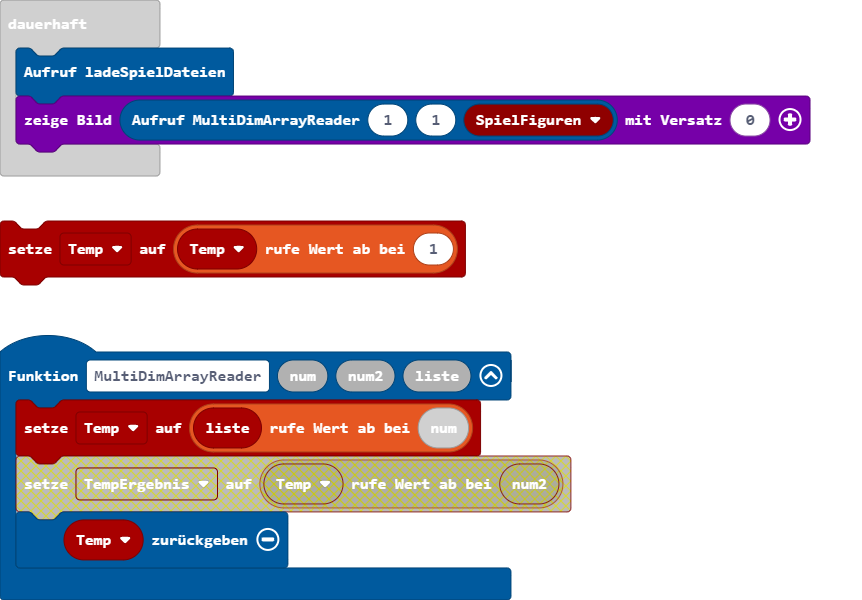 dauerhaft
Aufruf ladeSpielDateien
zeige Bild Aufruf MultiDimArrayReader 1 1 SpielFiguren mit Versatz 0
setze Temp auf Temp rufe Wert ab bei 1
Funktion MultiDimArrayReader num num2 liste
setze Temp auf liste rufe Wert ab bei num
setze TempErgebnis auf Temp rufe Wert ab bei num2
Temp zurückgeben